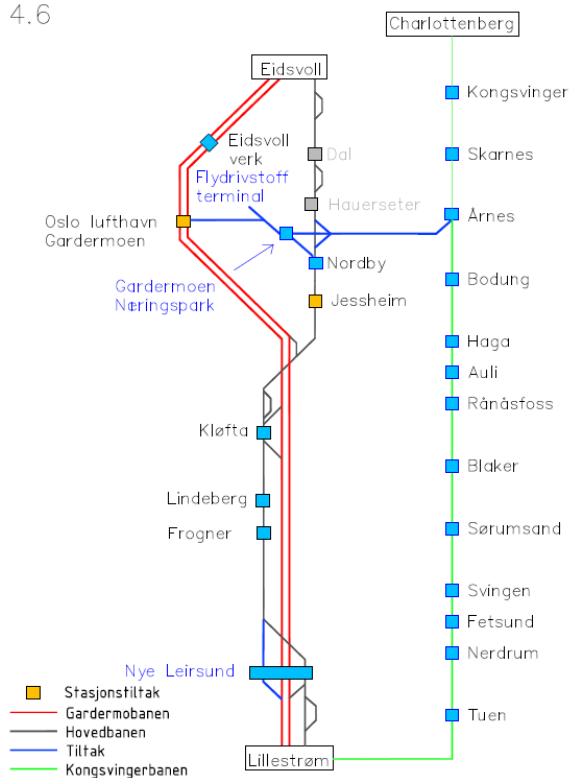 4.6
Charlottenberg
Eidsvoll
Kongsvinger
Eidsvoll
verk
Dal
Skarnes
Flydrivstoff
terminal
Hauerseter
Oslo lufthavn
Gardermoen
Årnes
Nordby
Gardermoen
Næringspark
Bodung
Jessheim
Haga
Auli
Rånåsfoss
Kløfta
Blaker
Lindeberg
Frogner
Sørumsand
Svingen
Fetsund
Nerdrum
Nye Leirsund
Stasjonstiltak
Gardermobanen
Hovedbanen
Tiltak
Kongsvingerbanen
Tuen
Lillestrøm